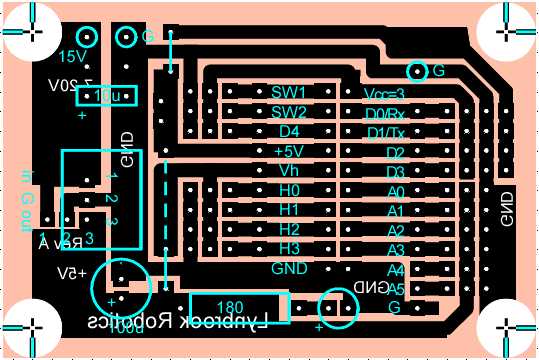 15V
G
G
7-20V
10u
+
GND
SW1 Vcc=3
SW2 D0/Rx
D4 D1/Tx
+5V D2
Vh D3
H0 A0
H1 A1
H2 A2
H3 A3
GND A4
A5
G
1
2
3
in G out
1 2 3
Rev A
+5V
+
100u
180
+
GND
GND
Lynbrook Robotics